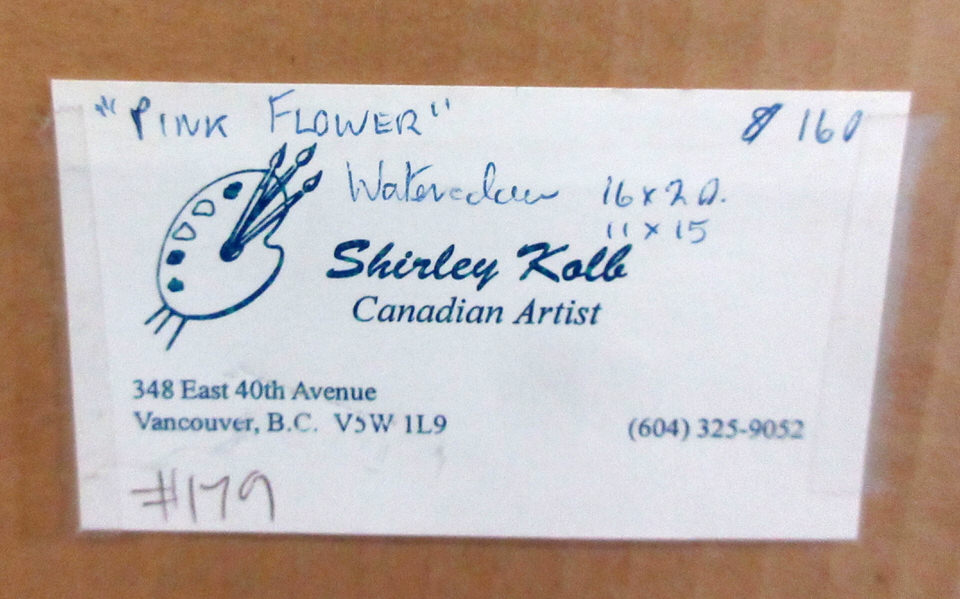 "PINK FLOWER" $ 160
Watercolour 16 x 20.
11 x 15
Shirley Kolb
Canadian Artist
348 East 40th Avenue
Vancouver, B.C. V5W 1L9 (604) 325-9052
#179